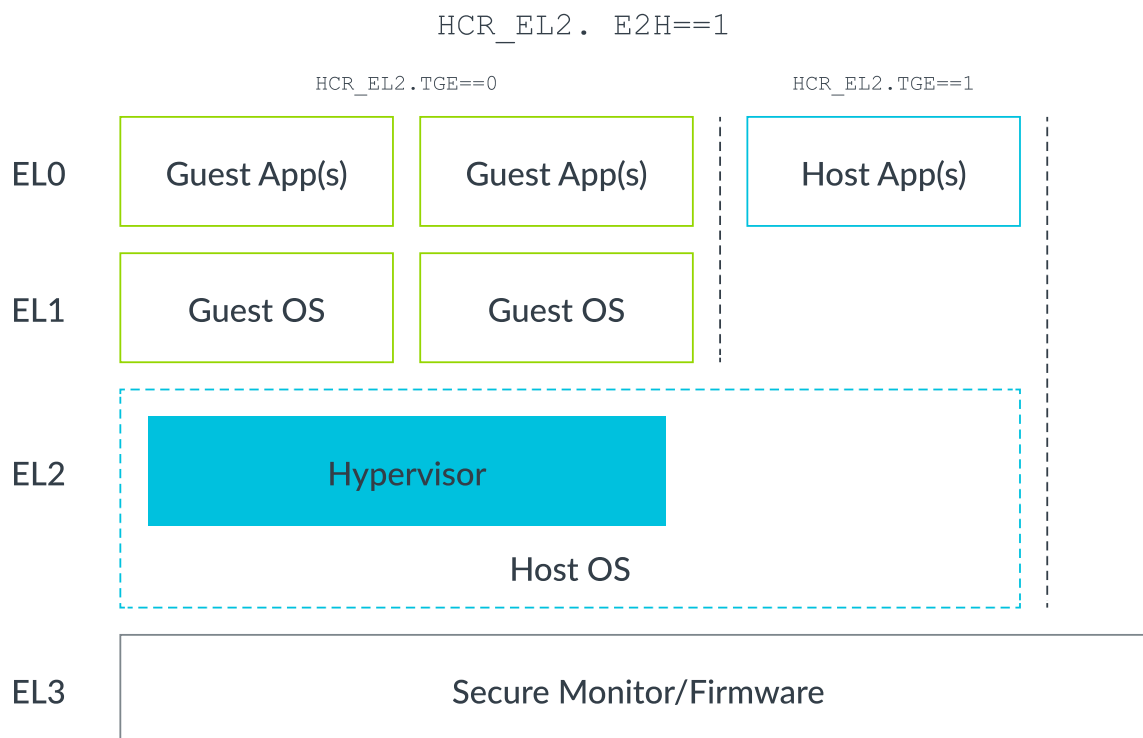 HCR_EL2. E2H==1
HCR_EL2.TGE==0 HCR_EL2.TGE==1
EL0 Guest App(s) Guest App(s) Host App(s)
EL1 Guest OS Guest OS
EL2 Hypervisor
Host OS
EL3 Secure Monitor/Firmware